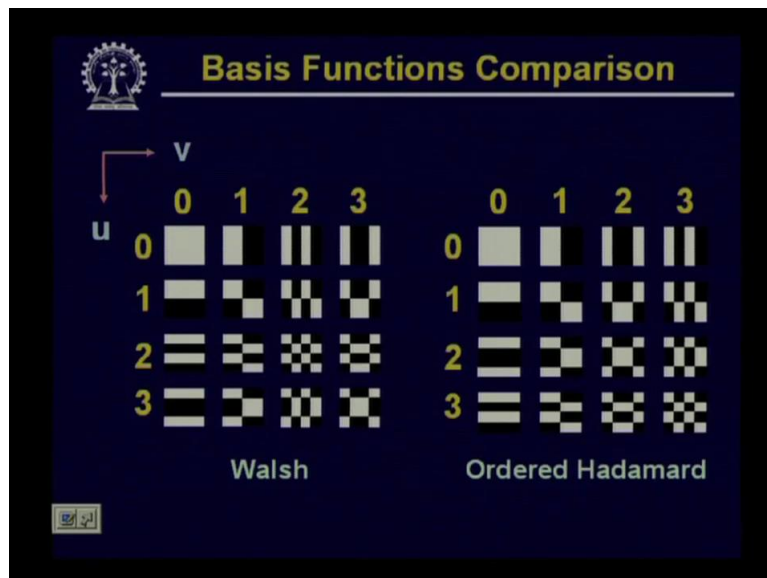 Basis Functions Comparison
v
0 1 2 3 0 1 2 3
u
0 0
1 1
2 2
3 3
Walsh Ordered Hadamard